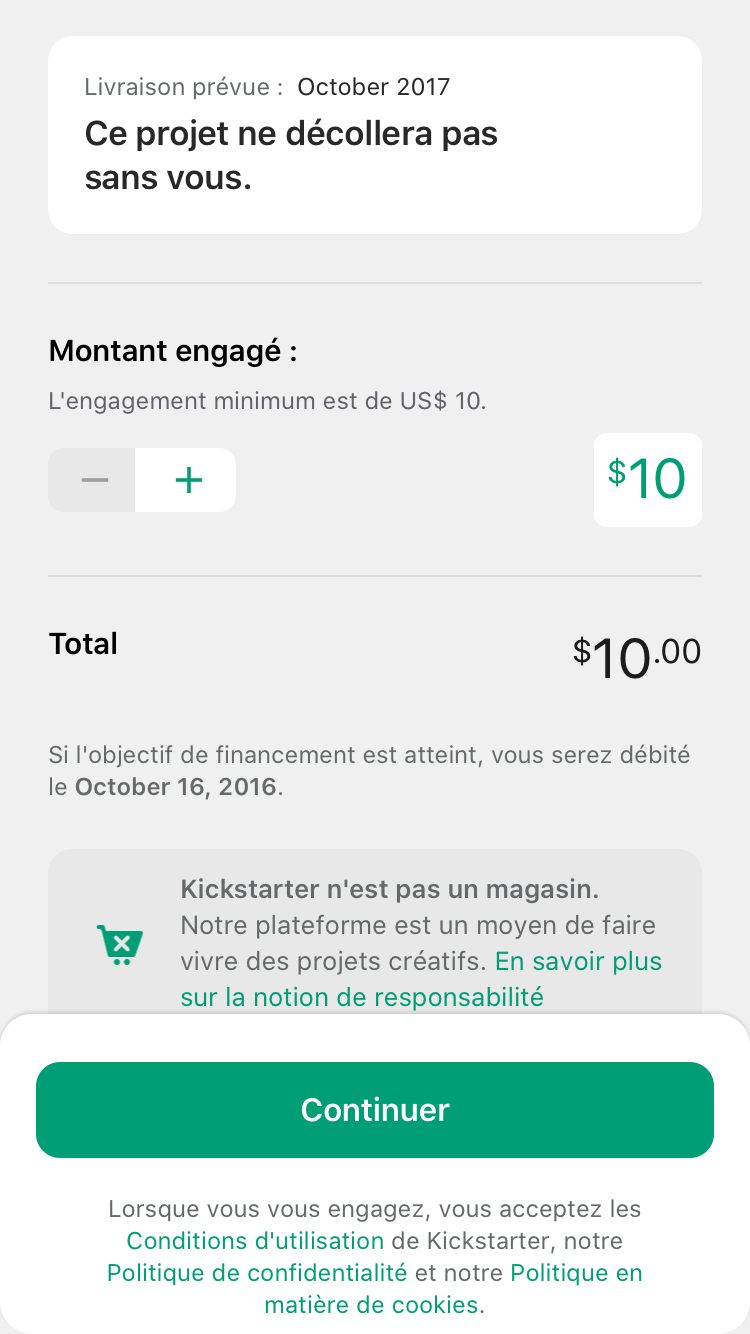 Livraison prévue : October 2017
Ce projet ne décollera pas
sans vous.
Montant engagé :
L'engagement minimum est de US$ 10.
− + $10
Total $10.00
Si l'objectif de financement est atteint, vous serez débité
le October 16, 2016.
Kickstarter n'est pas un magasin.
Notre plateforme est un moyen de faire
vivre des projets créatifs. En savoir plus
sur la notion de responsabilité
Continuer
Lorsque vous vous engagez, vous acceptez les
Conditions d'utilisation de Kickstarter, notre
Politique de confidentialité et notre Politique en
matière de cookies.